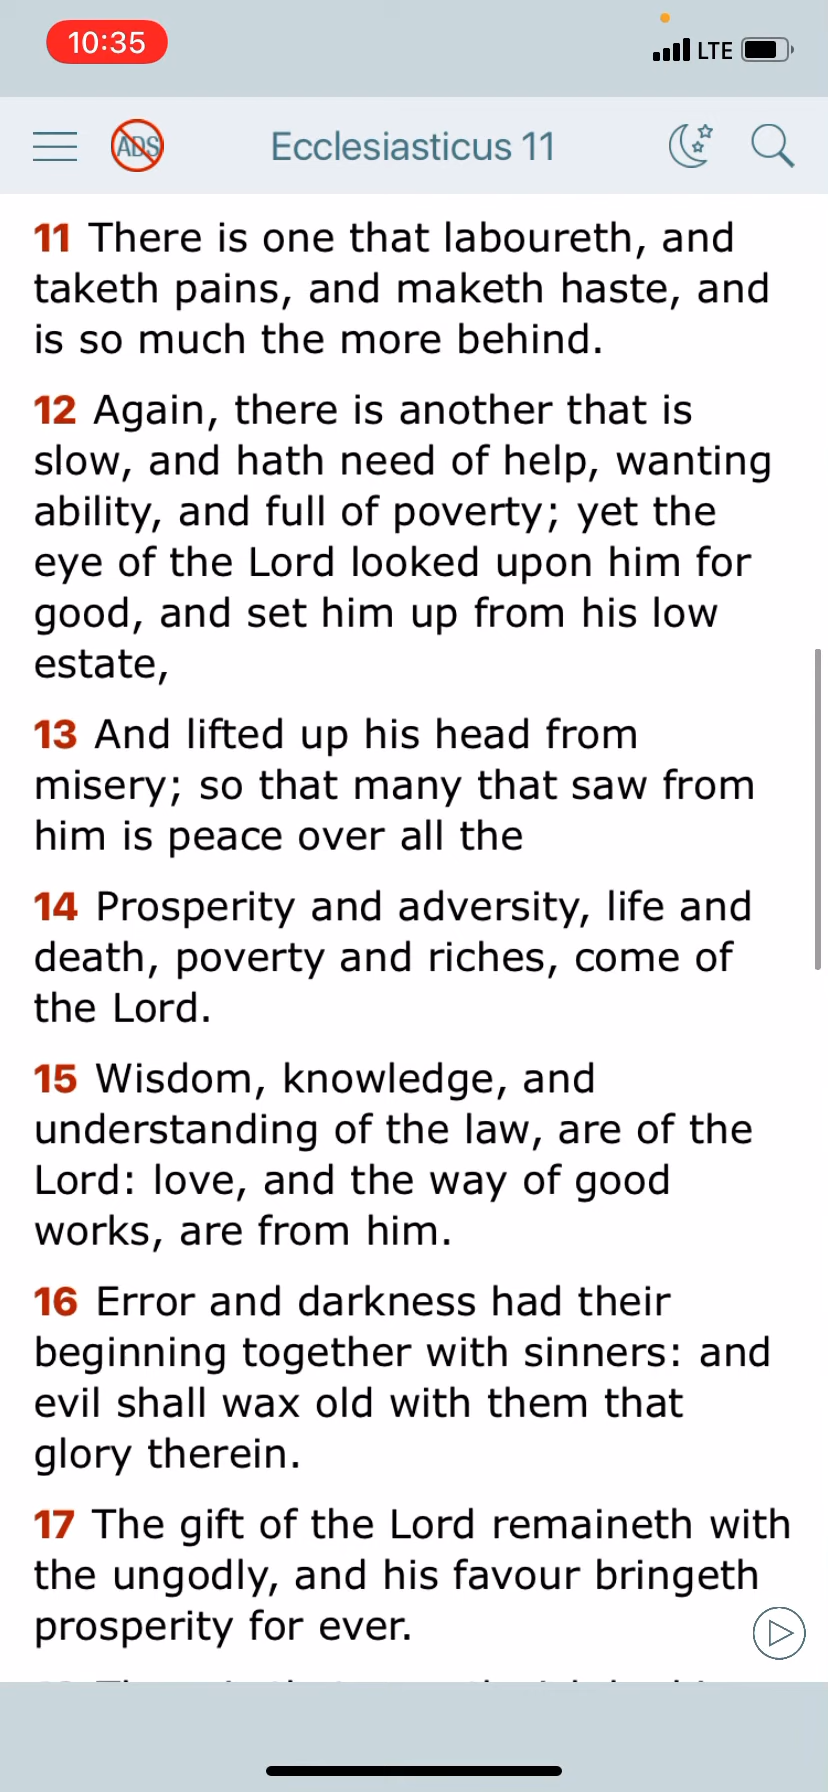 10:35
LTE
ADS
Ecclesiasticus 11
11 There is one that laboureth, and
taketh pains, and maketh haste, and
is so much the more behind.
12 Again, there is another that is
slow, and hath need of help, wanting
ability, and full of poverty; yet the
eye of the Lord looked upon him for
good, and set him up from his low
estate,
13 And lifted up his head from
misery; so that many that saw from
him is peace over all the
14 Prosperity and adversity, life and
death, poverty and riches, come of
the Lord.
15 Wisdom, knowledge, and
understanding of the law, are of the
Lord: love, and the way of good
works, are from him.
16 Error and darkness had their
beginning together with sinners: and
evil shall wax old with them that
glory therein.
17 The gift of the Lord remaineth with
the ungodly, and his favour bringeth
prosperity for ever.